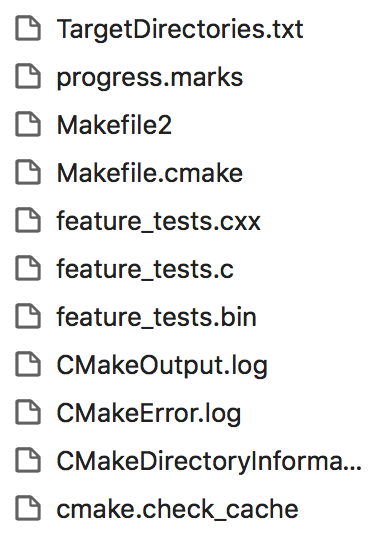 TargetDirectories.txt
progress.marks
Makefile2
Makefile.cmake
feature_tests.cxx
feature_tests.c
feature_tests.bin
CMakeOutput.log
CMakeError.log
CMakeDirectoryInforma...
cmake.check_cache